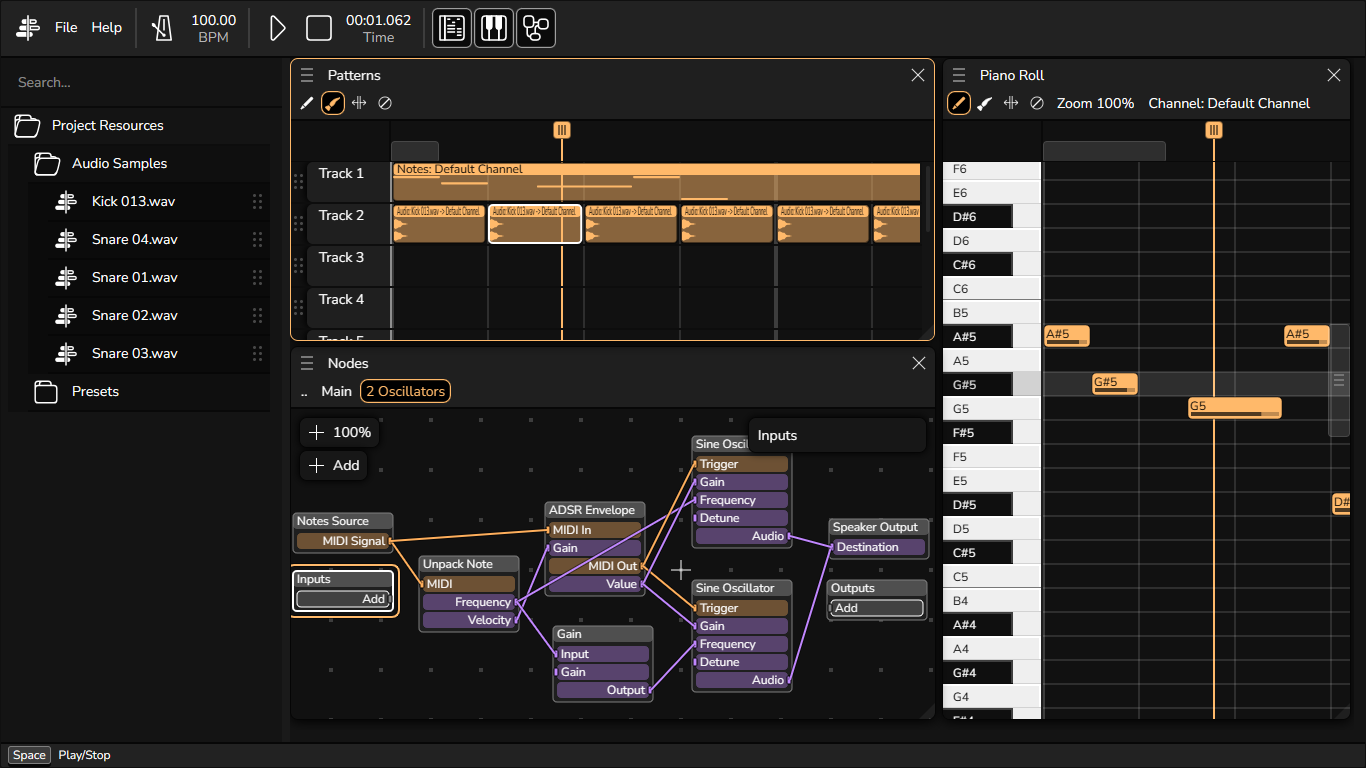 File Help
100.00
BPM
00:01.062
Time
Search...
Project Resources
Audio Samples
Kick 013.wav
Snare 04.wav
Snare 01.wav
Snare 02.wav
Snare 03.wav
Presets
Patterns
Track 1
Notes: Default Channel
Track 2
Audio: Kick 013.wav -> Default Channel
Audio: Kick 013.wav -> Default Channel
Audio: Kick 013.wav -> Default Channel
Audio: Kick 013.wav -> Default Channel
Audio: Kick 013.wav -> Default Channel
Audio: Kick 013.wav
Track 3
Track 4
Nodes
.. Main 2 Oscillators
100%
Add
Inputs
Notes Source
MIDI Signal
Inputs
Add
Unpack Note
MIDI
Frequency
Velocity
ADSR Envelope
MIDI In
Gain
MIDI Out
Value
Gain
Input
Gain
Output
Sine Oscil
Trigger
Gain
Frequency
Detune
Audio
Sine Oscillator
Trigger
Gain
Frequency
Detune
Audio
Speaker Output
Destination
Outputs
Add
Piano Roll
Zoom 100% Channel: Default Channel
F6
E6
D#6
D6
C#6
C6
B5
A#5 A#5 A#5
A5
G#5 G#5
G5 G5
F#5
F5
E5
D#5 D#
D5
C#5
C5
B4
A#4
A4
G#4
G4
Space Play/Stop